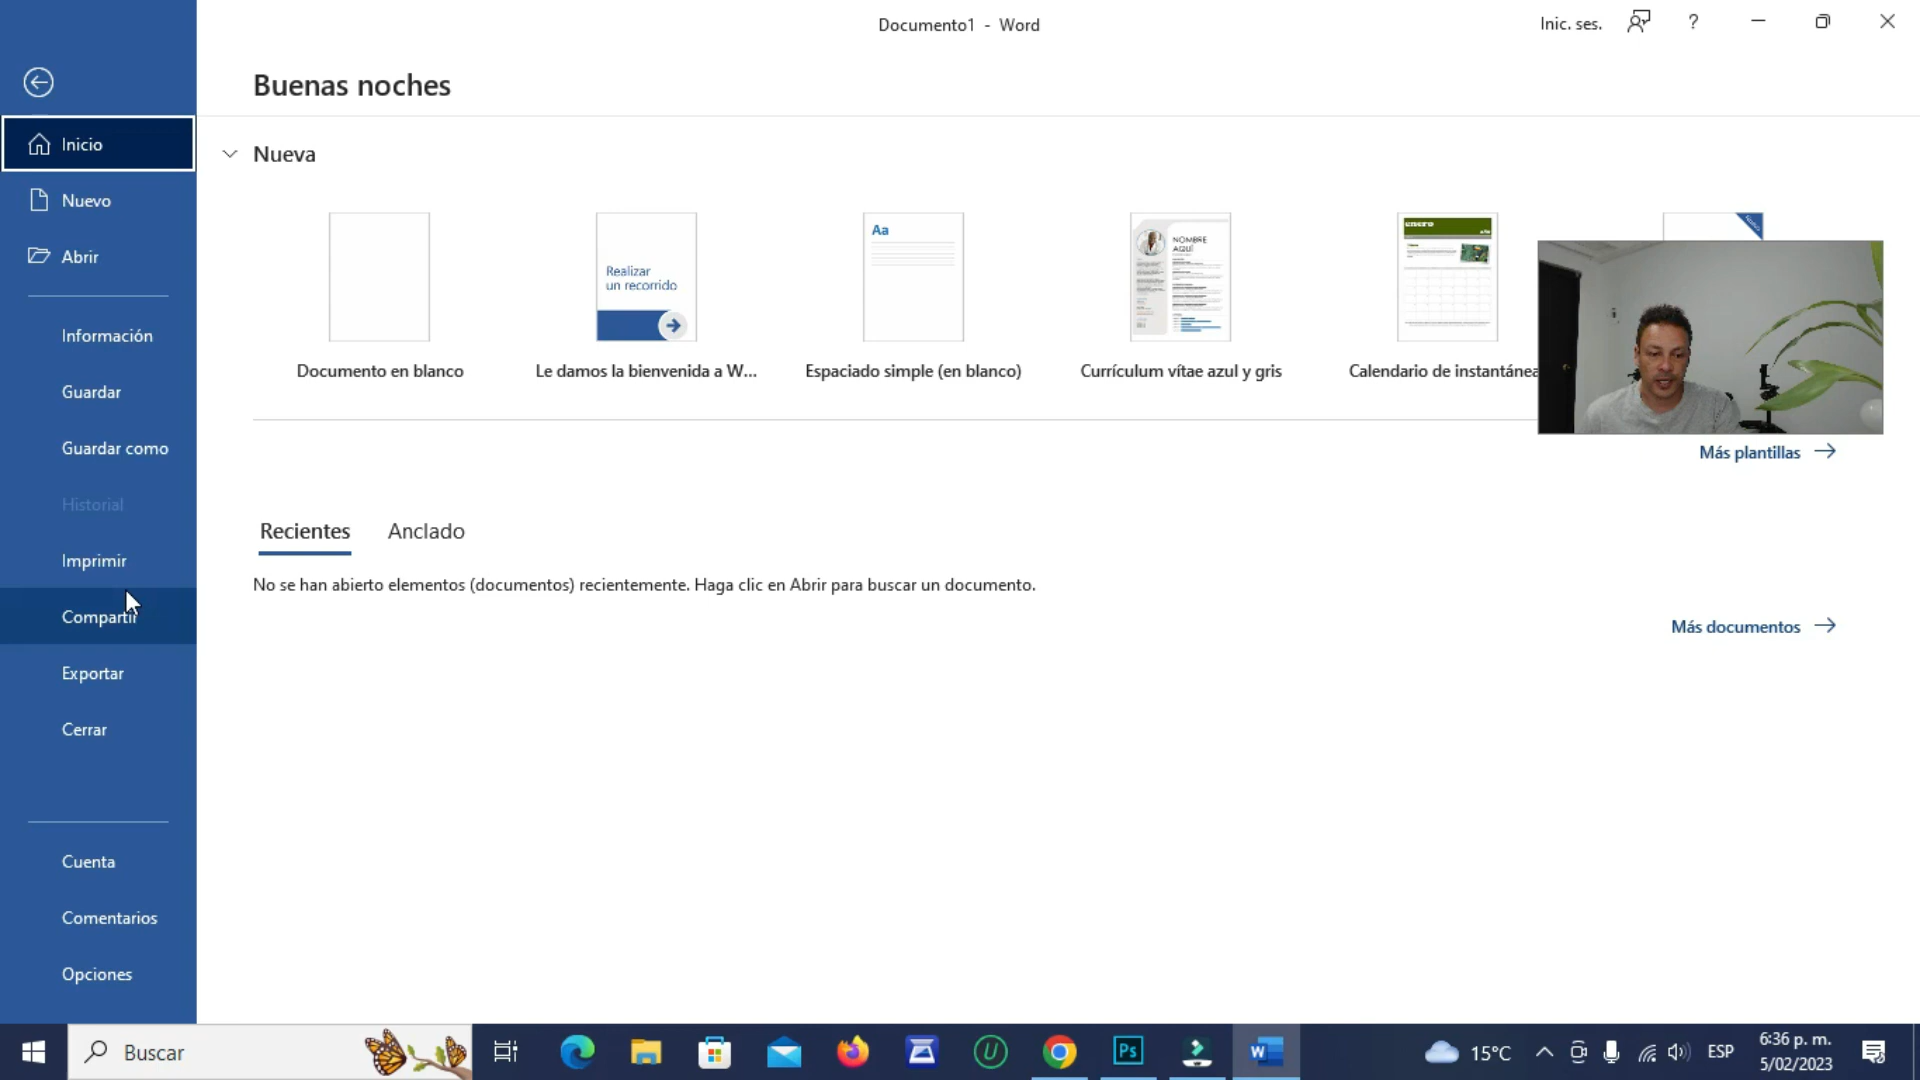 Documento1 - Word
Inic. ses.
?
Buenas noches
Inicio
Nuevo
Abrir
Información
Guardar
Guardar como
Historial
Imprimir
Compartir
Exportar
Cerrar
Cuenta
Comentarios
Opciones
Nueva
Realizar
un recorrido
Aa
NOMBRE
AQUÍ
enero
Documento en blanco
Le damos la bienvenida a W...
Espaciado simple (en blanco)
Currículum vítae azul y gris
Calendario de instantánea
Más plantillas
Recientes Anclado
No se han abierto elementos (documentos) recientemente. Haga clic en Abrir para buscar un documento.
Más documentos
Buscar
Ps
W
15°C
ESP
6:36 p. m.
5/02/2023